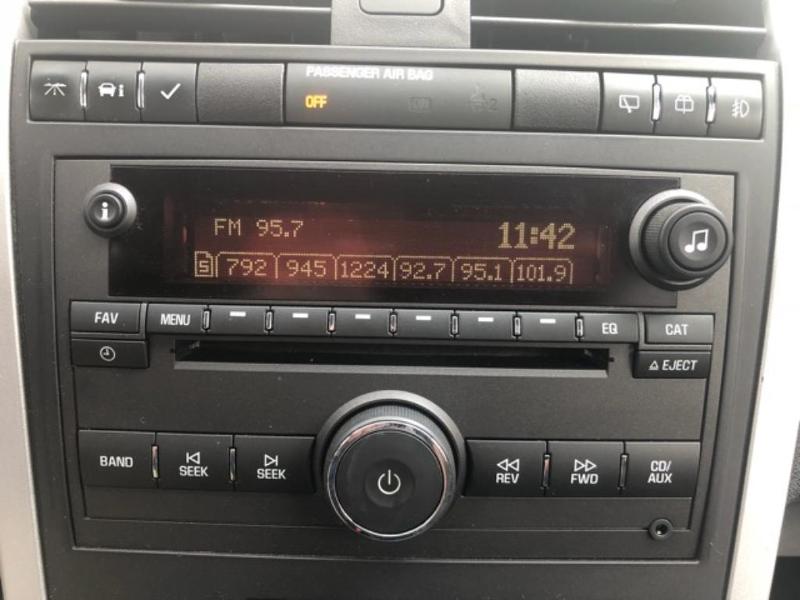 PASSENGER AIR BAG
OFF
FM 95.7
11:42
5 792 945 1224 92.7 95.1 101.9
FAV MENU EQ CAT
EJECT
BAND SEEK SEEK REV FWD CD/
AUX